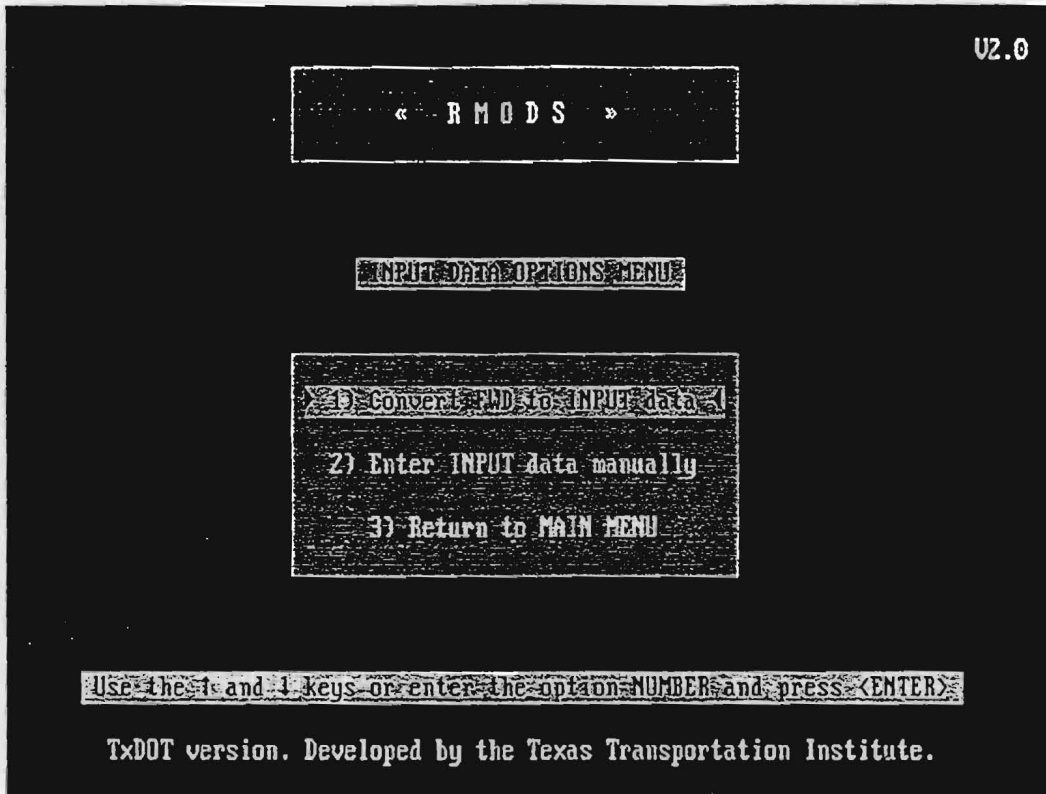 V2.0
« R M O D S »
INPUT DATA OPTIONS MENU
1) Convert FWD to INPUT data
2) Enter INPUT data manually
3) Return to MAIN MENU
Use the ↑ and ↓ keys or enter the option NUMBER and press <ENTER>
TxDOT version. Developed by the Texas Transportation Institute.